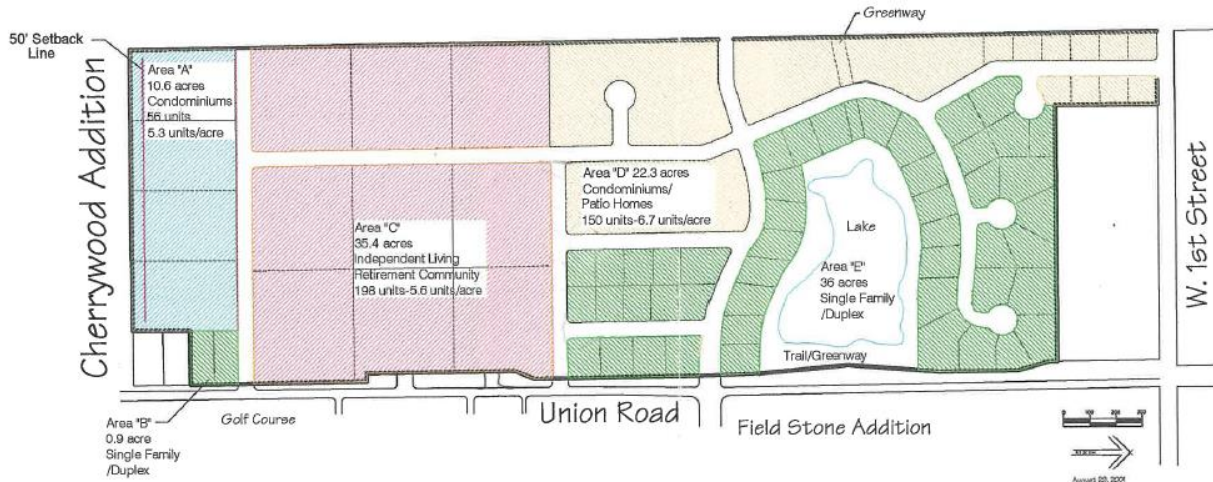 Greenway
50' Setback
Line
Cherrywood Addition
Area "A"
10.6 acres
Condominiums
56 units
5.3 units/acre
Area "D" 22.3 acres
Condominiums/
Patio Homes
150 units-6.7 units/acre
Area "C"
35.4 acres
Independent Living
Retirement Community
198 units-5.6 units/acre
Lake
Area "E"
36 acres
Single Family
/Duplex
Trail/Greenway
W. 1st Street
Golf Course
Union Road
Field Stone Addition
Area "B"
0.9 acre
Single Family
/Duplex
0
100
200